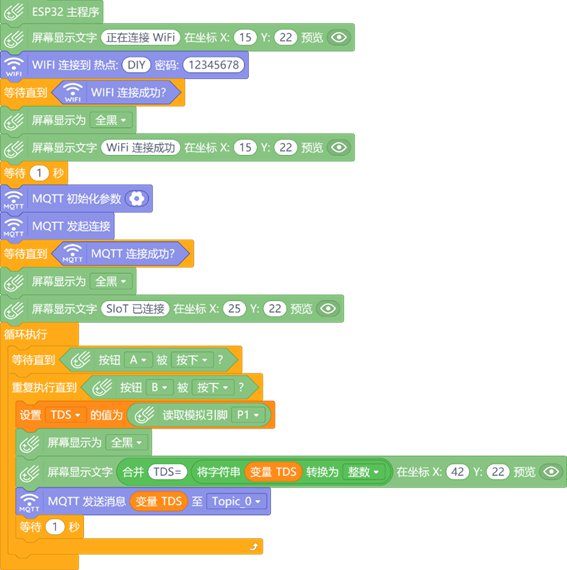 ESP32 主程序
屏幕显示文字 正在连接 WiFi 在坐标 X: 15 Y: 22 预览
WIFI WIFI 连接到 热点: DIY 密码: 12345678
等待直到 WIFI WIFI 连接成功?
屏幕显示为 全黑
屏幕显示文字 WiFi 连接成功 在坐标 X: 15 Y: 22 预览
等待 1 秒
MQTT MQTT 初始化参数
MQTT MQTT 发起连接
等待直到 MQTT MQTT 连接成功?
屏幕显示为 全黑
屏幕显示文字 SIoT 已连接 在坐标 X: 25 Y: 22 预览
循环执行
等待直到 按钮 A 被 按下 ?
重复执行直到 按钮 B 被 按下 ?
设置 TDS 的值为 读取模拟引脚 P1
屏幕显示为 全黑
屏幕显示文字 合并 TDS= 将字符串 变量 TDS 转换为 整数 在坐标 X: 42 Y: 22 预览
MQTT MQTT 发送消息 变量 TDS 至 Topic_0
等待 1 秒